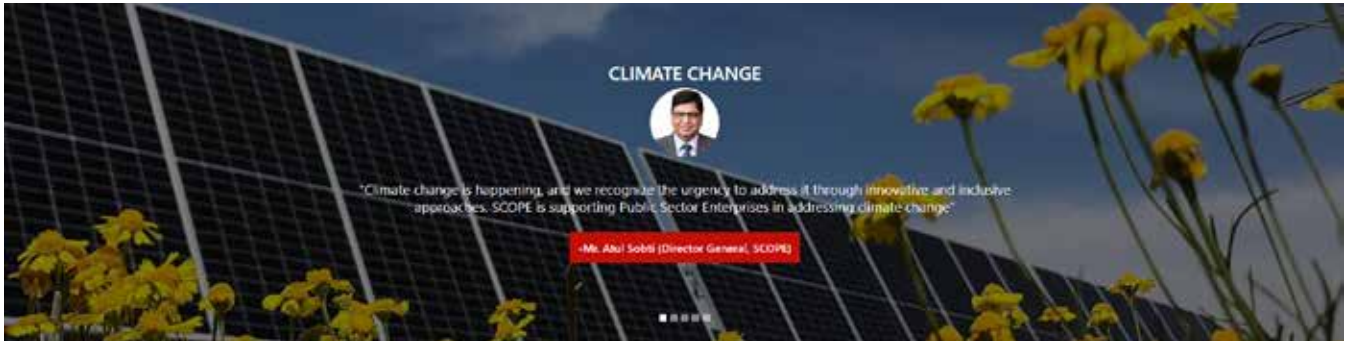 CLIMATE CHANGE
"Climate change is happening, and we recognize the urgency to address it through innovative and inclusive
approaches. SCOPE is supporting Public Sector Enterprises in addressing climate change"
-Mr. Atul Sobti (Director General, SCOPE)